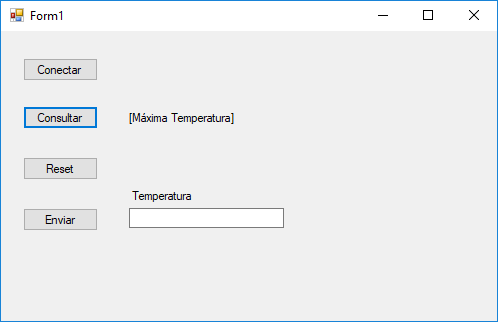 Form1
Conectar
Consultar [Máxima Temperatura]
Reset
Temperatura
Enviar